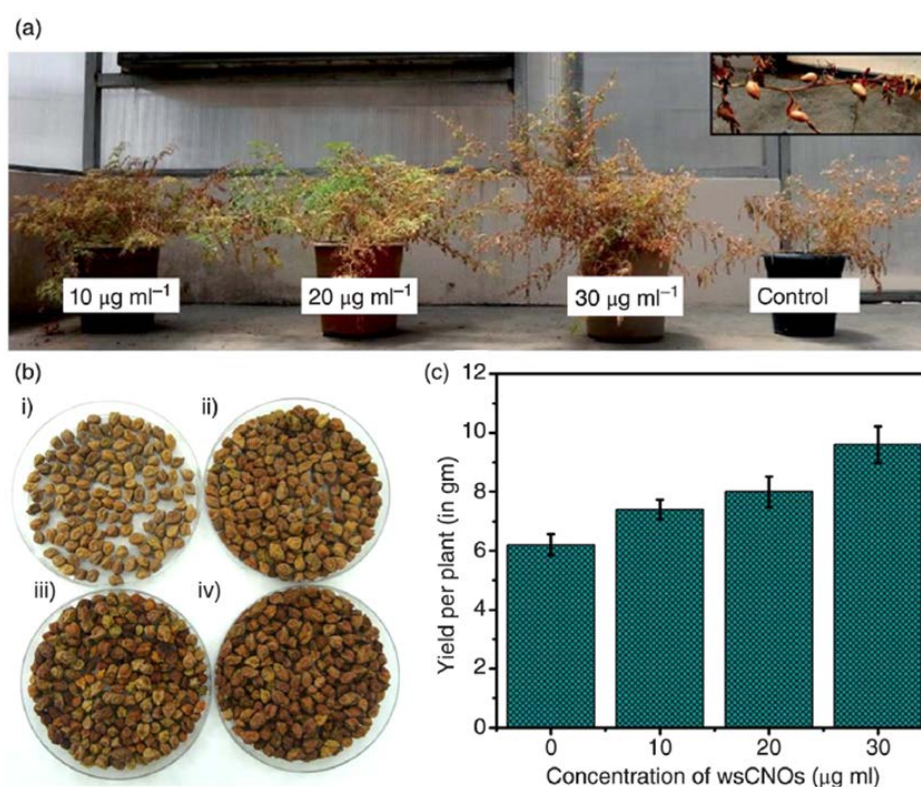 (a)
10 µg ml⁻¹
20 µg ml⁻¹
30 µg ml⁻¹
Control
(b)
i)
ii)
iii)
iv)
(c)
12
10
8
6
4
2
0
Yield per plant (in gm)
0
10
20
30
Concentration of wsCNOs (µg ml)